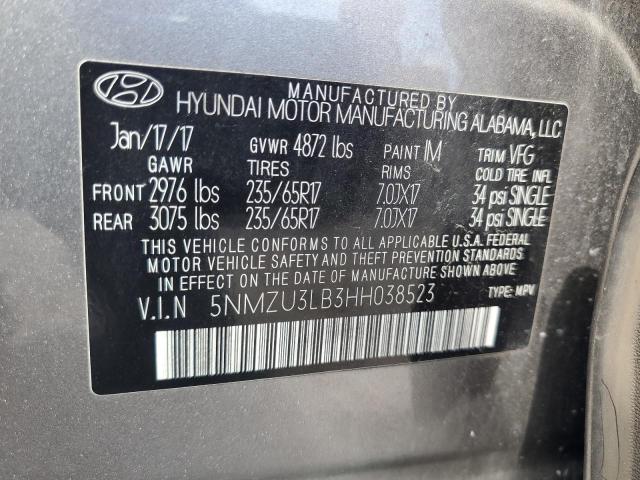 MANUFACTURED BY
HYUNDAI MOTOR MANUFACTURING ALABAMA, LLC
Jan/17/17 GVWR 4872 lbs PAINT IM TRIM VFG
GAWR TIRES RIMS COLD TIRE INFL
FRONT 2976 lbs 235/65R17 7.0JX17 34 psi SINGLE
REAR 3075 lbs 235/65R17 7.0JX17 34 psi SINGLE
THIS VEHICLE CONFORMS TO ALL APPLICABLE U.S.A. FEDERAL
MOTOR VEHICLE SAFETY AND THEFT PREVENTION STANDARDS
IN EFFECT ON THE DATE OF MANUFACTURE SHOWN ABOVE.
V.I.N 5NMZU3LB3HH038523 TYPE: MPV